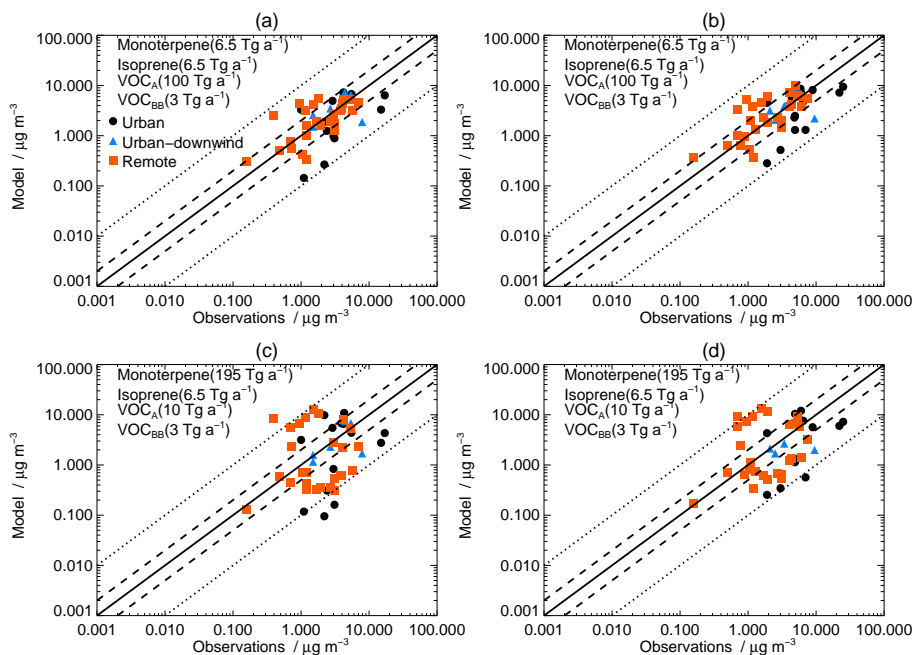 (a)
Monoterpene(6.5 Tg a⁻¹)
Isoprene(6.5 Tg a⁻¹)
VOC_A(100 Tg a⁻¹)
VOC_BB(3 Tg a⁻¹)
Urban
Urban−downwind
Remote
100.000
10.000
1.000
0.100
0.010
0.001
Model / μg m⁻³
0.001
0.010
0.100
1.000
10.000
100.000
Observations / μg m⁻³
(b)
Monoterpene(6.5 Tg a⁻¹)
Isoprene(6.5 Tg a⁻¹)
VOC_A(100 Tg a⁻¹)
VOC_BB(3 Tg a⁻¹)
100.000
10.000
1.000
0.100
0.010
0.001
Model / μg m⁻³
0.001
0.010
0.100
1.000
10.000
100.000
Observations / μg m⁻³
(c)
Monoterpene(195 Tg a⁻¹)
Isoprene(6.5 Tg a⁻¹)
VOC_A(10 Tg a⁻¹)
VOC_BB(3 Tg a⁻¹)
100.000
10.000
1.000
0.100
0.010
0.001
Model / μg m⁻³
0.001
0.010
0.100
1.000
10.000
100.000
Observations / μg m⁻³
(d)
Monoterpene(195 Tg a⁻¹)
Isoprene(6.5 Tg a⁻¹)
VOC_A(10 Tg a⁻¹)
VOC_BB(3 Tg a⁻¹)
100.000
10.000
1.000
0.100
0.010
0.001
Model / μg m⁻³
0.001
0.010
0.100
1.000
10.000
100.000
Observations / μg m⁻³